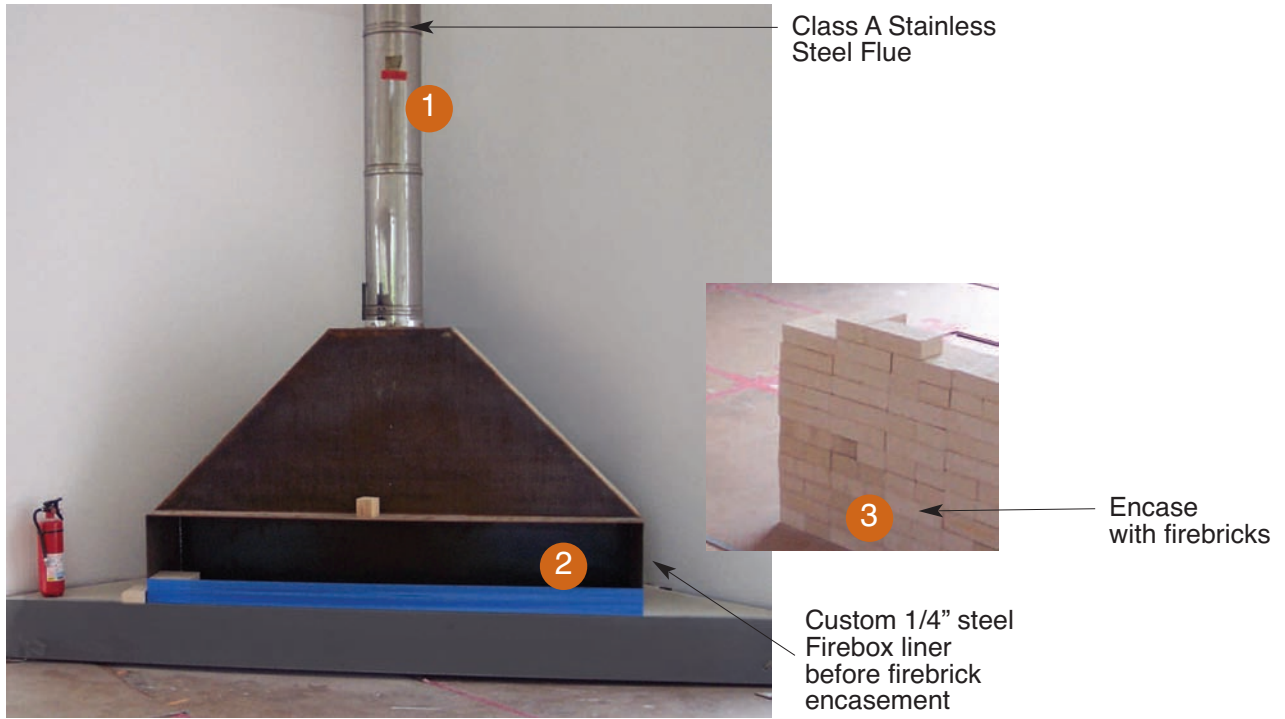 Class A Stainless
Steel Flue
1
2
3
Encase
with firebricks
Custom 1/4” steel
Firebox liner
before firebrick
encasement